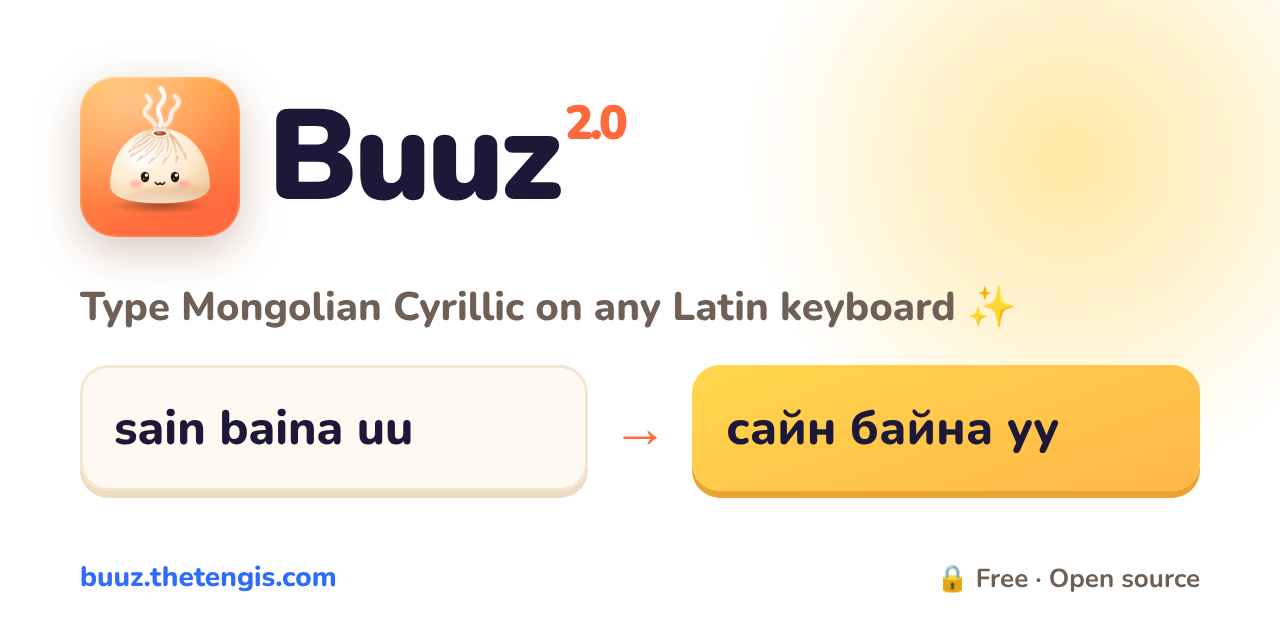 Buuz 2.0
Type Mongolian Cyrillic on any Latin keyboard ✨
sain baina uu → сайн байна уу
buuz.thetengis.com
🔒 Free · Open source